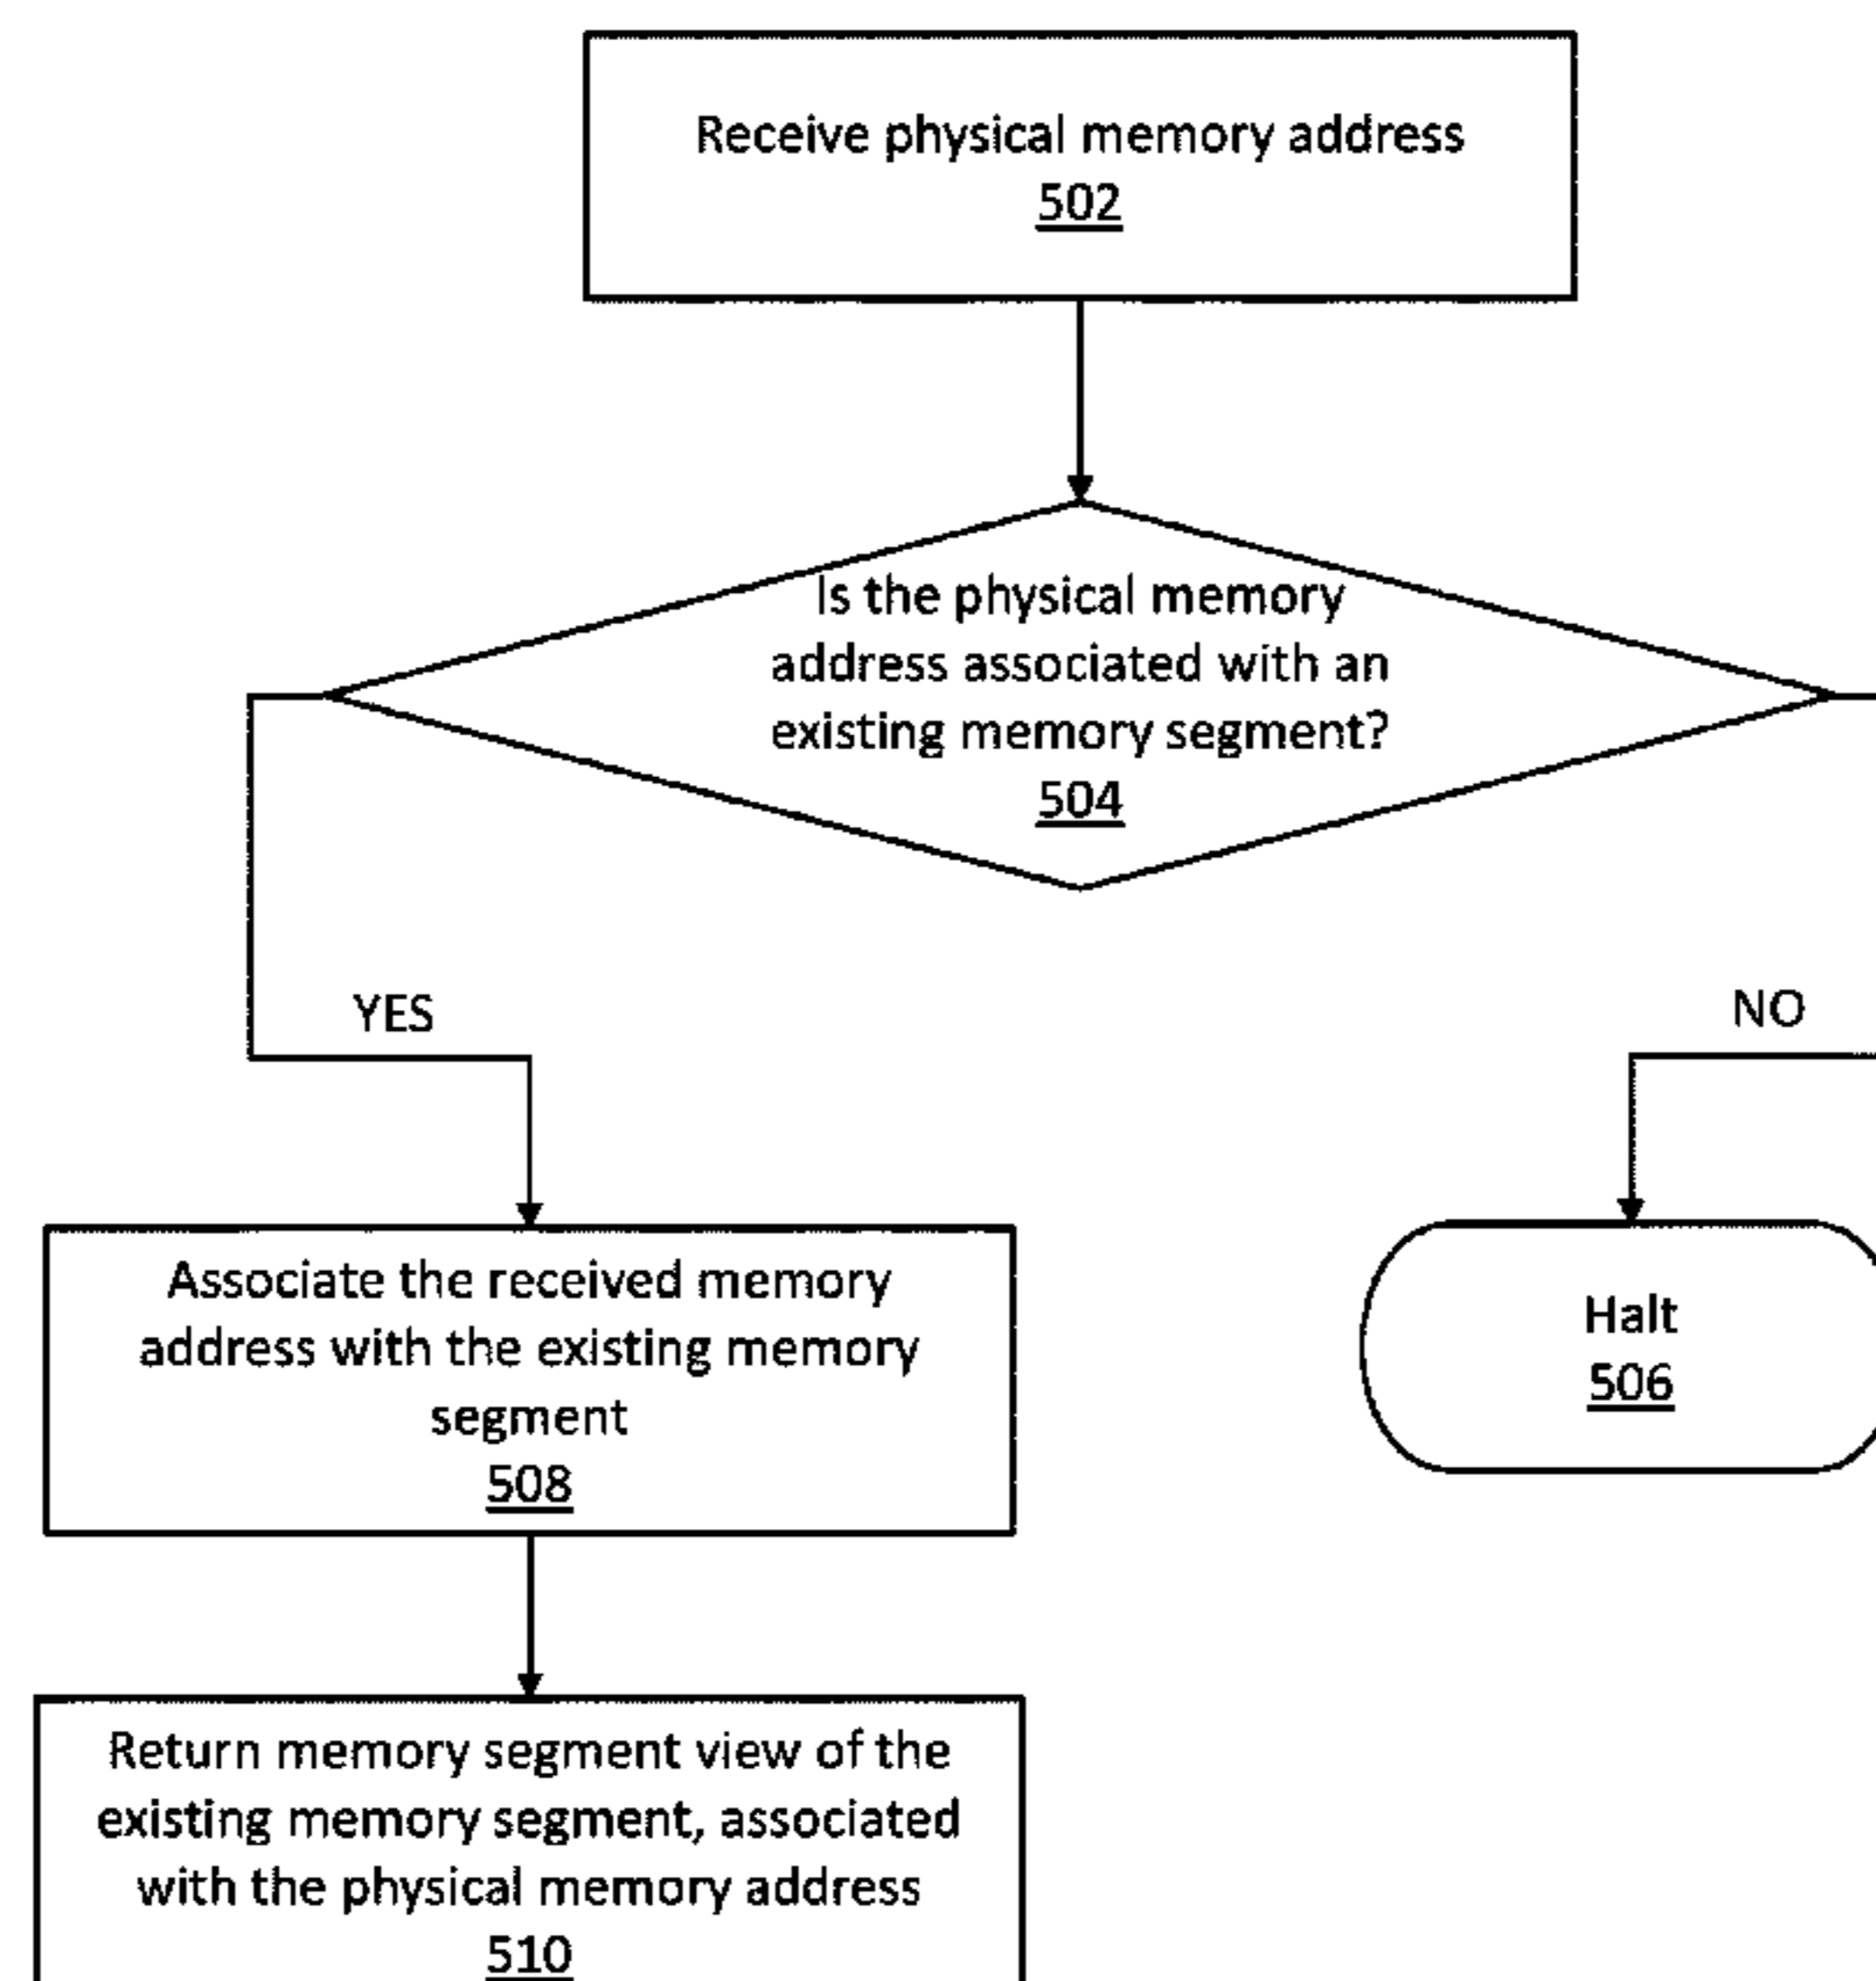 Receive physical memory address
502
Is the physical memory
address associated with an
existing memory segment?
504
YES
NO
Associate the received memory
address with the existing memory
segment
508
Halt
506
Return memory segment view of the
existing memory segment, associated
with the physical memory address
510